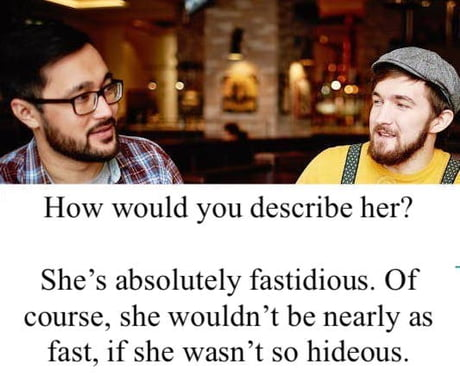 How would you describe her?
She’s absolutely fastidious. Of
course, she wouldn’t be nearly as
fast, if she wasn’t so hideous.